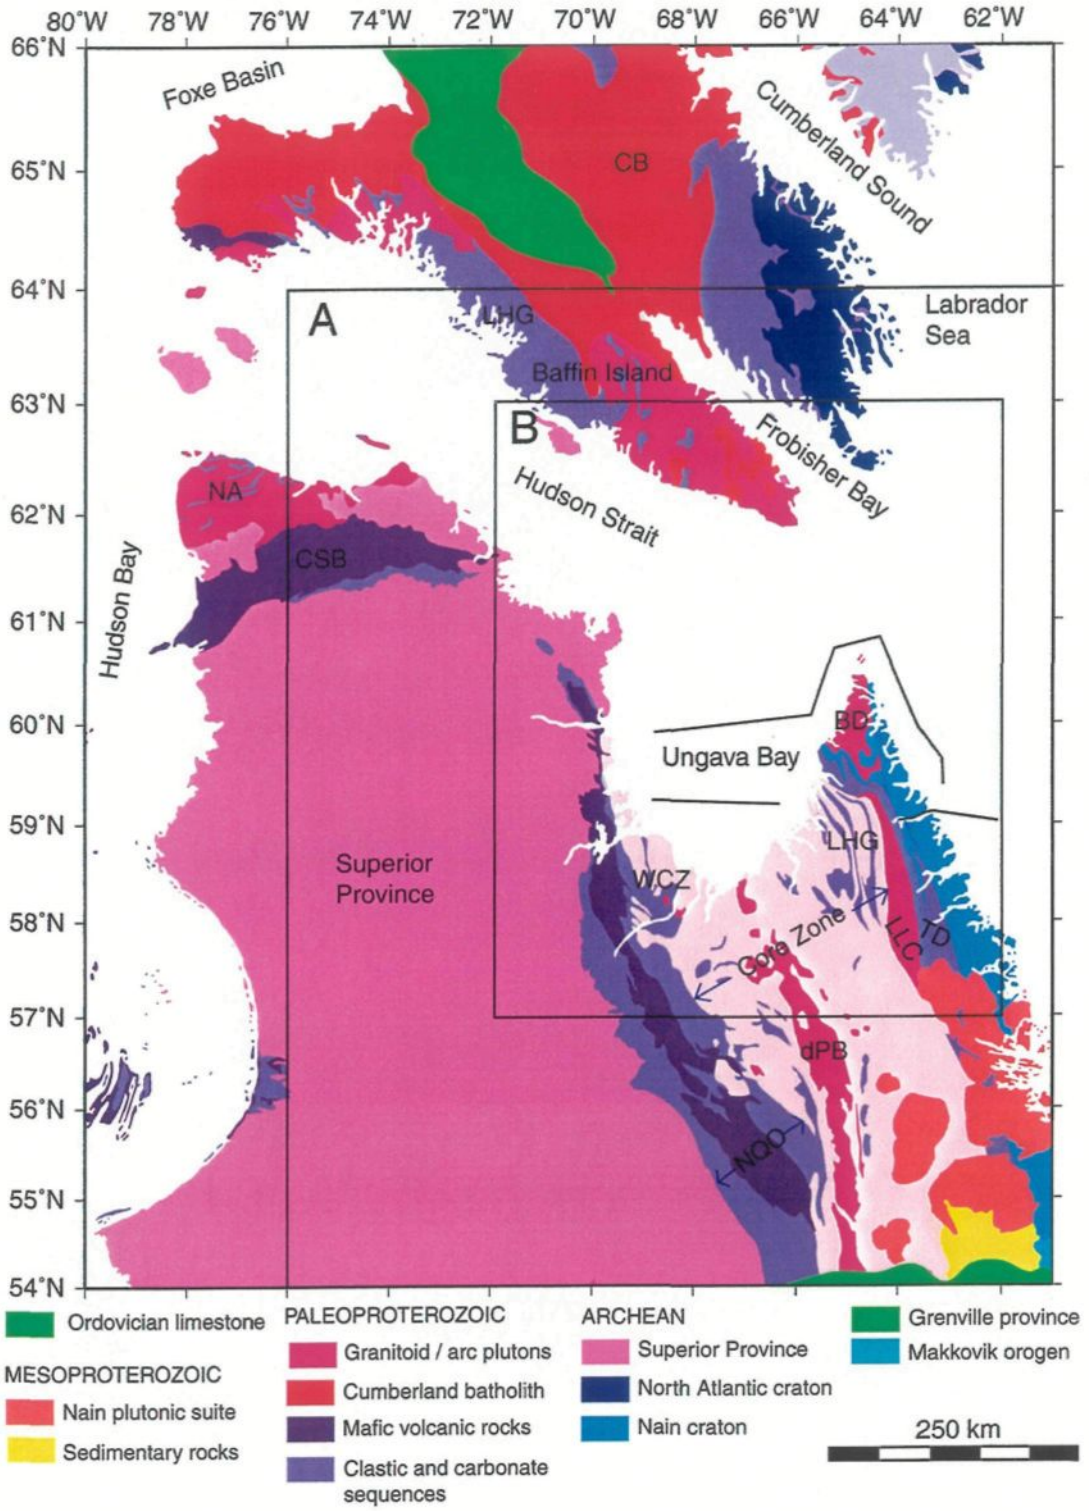 80°W 78°W 76°W 74°W 72°W 70°W 68°W 66°W 64°W 62°W
66°N
65°N
64°N
63°N
62°N
61°N
60°N
59°N
58°N
57°N
56°N
55°N
54°N
Foxe Basin
CB
Cumberland Sound
A
LHG
Labrador
Sea
Baffin Island
B
Frobisher Bay
Hudson Strait
NA
CSB
Hudson Bay
BD
Ungava Bay
LHG
Superior
Province
WCZ
Core Zone
LLC
TD
dPB
NQO
Ordovician limestone
MESOPROTEROZOIC
Nain plutonic suite
Sedimentary rocks
PALEOPROTEROZOIC
Granitoid / arc plutons
Cumberland batholith
Mafic volcanic rocks
Clastic and carbonate
sequences
ARCHEAN
Superior Province
North Atlantic craton
Nain craton
Grenville province
Makkovik orogen
250 km